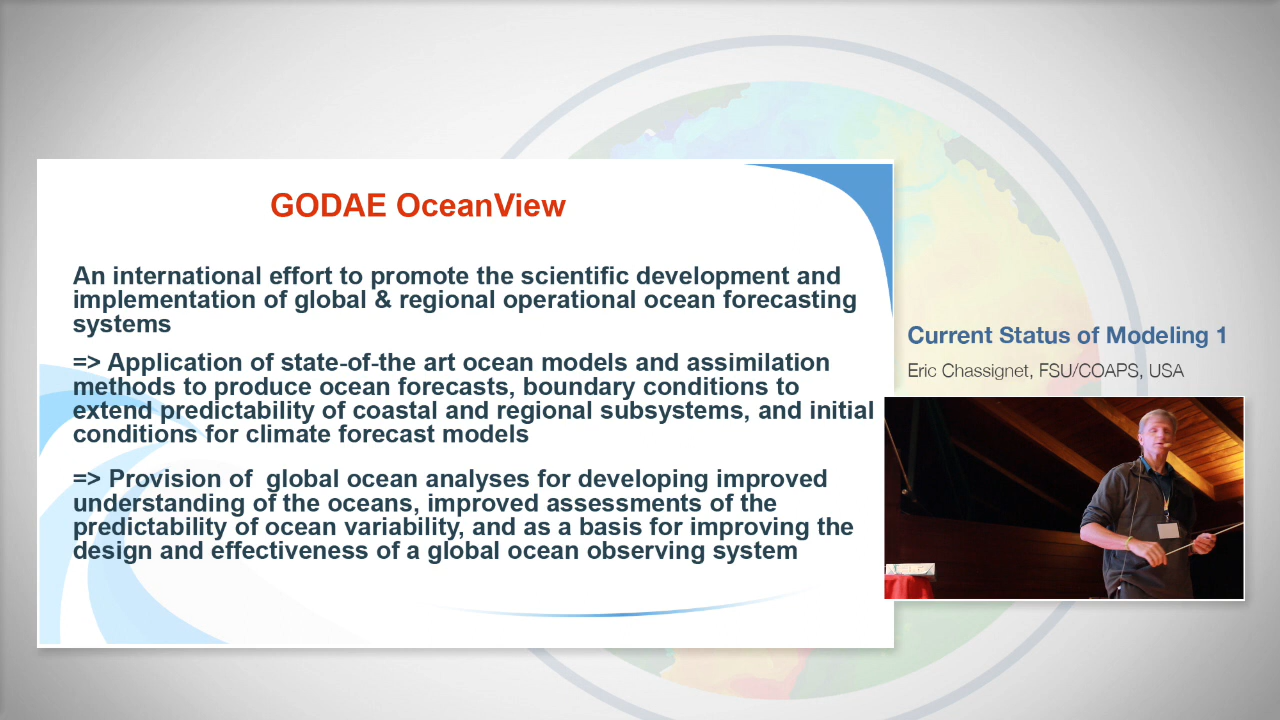 GODAE OceanView
An international effort to promote the scientific development and
implementation of global & regional operational ocean forecasting
systems
=> Application of state-of-the art ocean models and assimilation
methods to produce ocean forecasts, boundary conditions to
extend predictability of coastal and regional subsystems, and initial
conditions for climate forecast models
=> Provision of  global ocean analyses for developing improved
understanding of the oceans, improved assessments of the
predictability of ocean variability, and as a basis for improving the
design and effectiveness of a global ocean observing system
Current Status of Modeling 1
Eric Chassignet, FSU/COAPS, USA